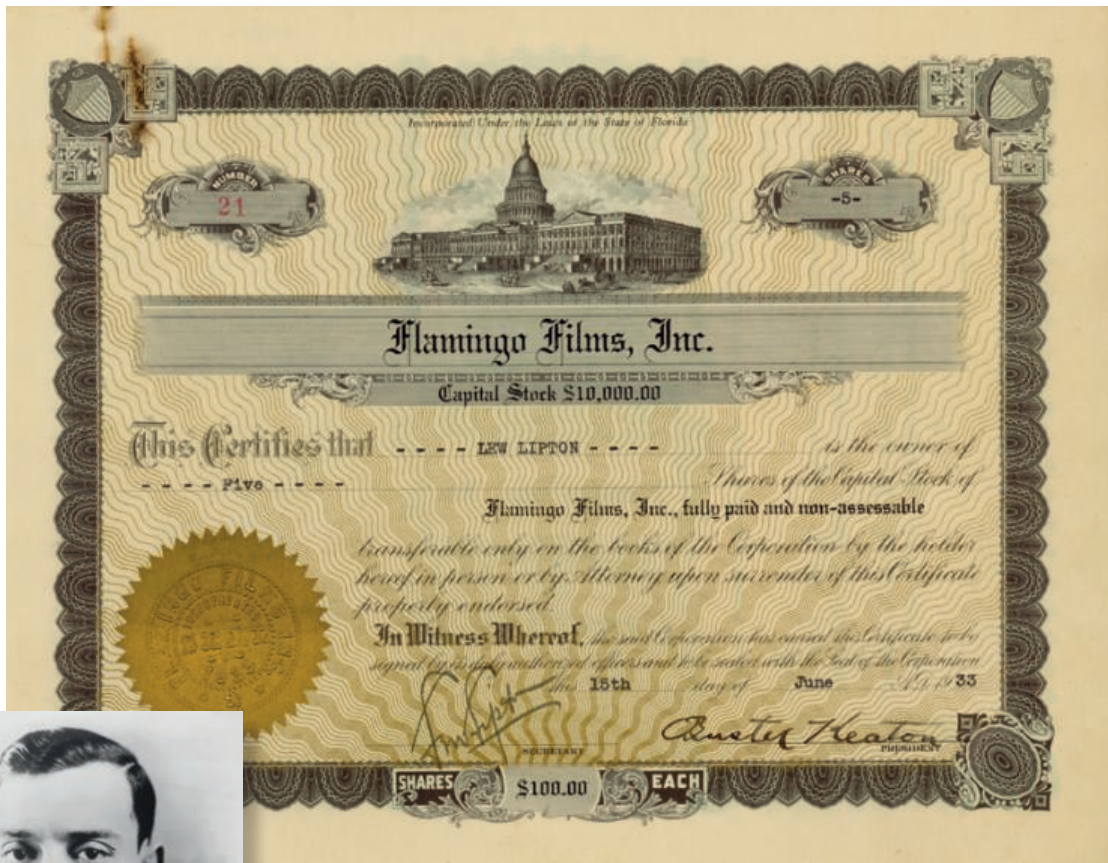 Incorporated Under the Laws of the State of Florida
NUMBER
21
SHARES
-5-
Flamingo Films, Inc.
Capital Stock $10,000.00
This Certifies that - - - - LEW LIPTON - - - - is the owner of
- - - - Five - - - - Shares of the Capital Stock of
Flamingo Films, Inc., fully paid and non-assessable
transferable only on the books of the Corporation by the holder
hereof in person or by Attorney upon surrender of this Certificate
properly endorsed.
In Witness Whereof, the said Corporation has caused this Certificate to be
signed by its duly authorized officers and to be sealed with the Seal of the Corporation
this 15th day of June A.D. 1933
Buster Keaton
SECRETARY
PRESIDENT
SHARES $100.00 EACH